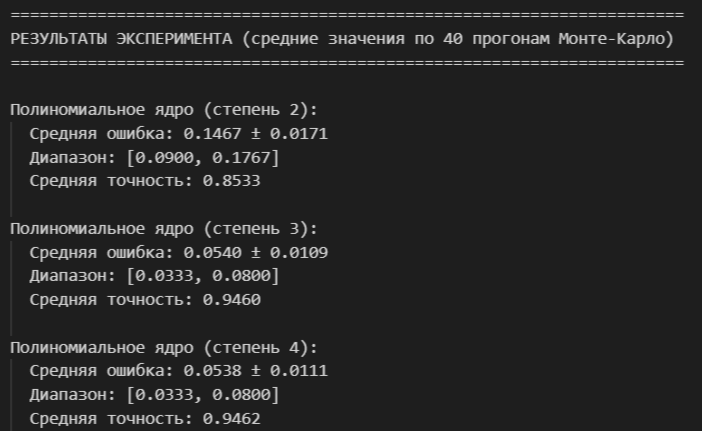 ======================================================================
РЕЗУЛЬТАТЫ ЭКСПЕРИМЕНТА (средние значения по 40 прогонам Монте-Карло)
======================================================================
Полиномиальное ядро (степень 2):
Средняя ошибка: 0.1467 ± 0.0171
Диапазон: [0.0900, 0.1767]
Средняя точность: 0.8533
Полиномиальное ядро (степень 3):
Средняя ошибка: 0.0540 ± 0.0109
Диапазон: [0.0333, 0.0800]
Средняя точность: 0.9460
Полиномиальное ядро (степень 4):
Средняя ошибка: 0.0538 ± 0.0111
Диапазон: [0.0333, 0.0800]
Средняя точность: 0.9462